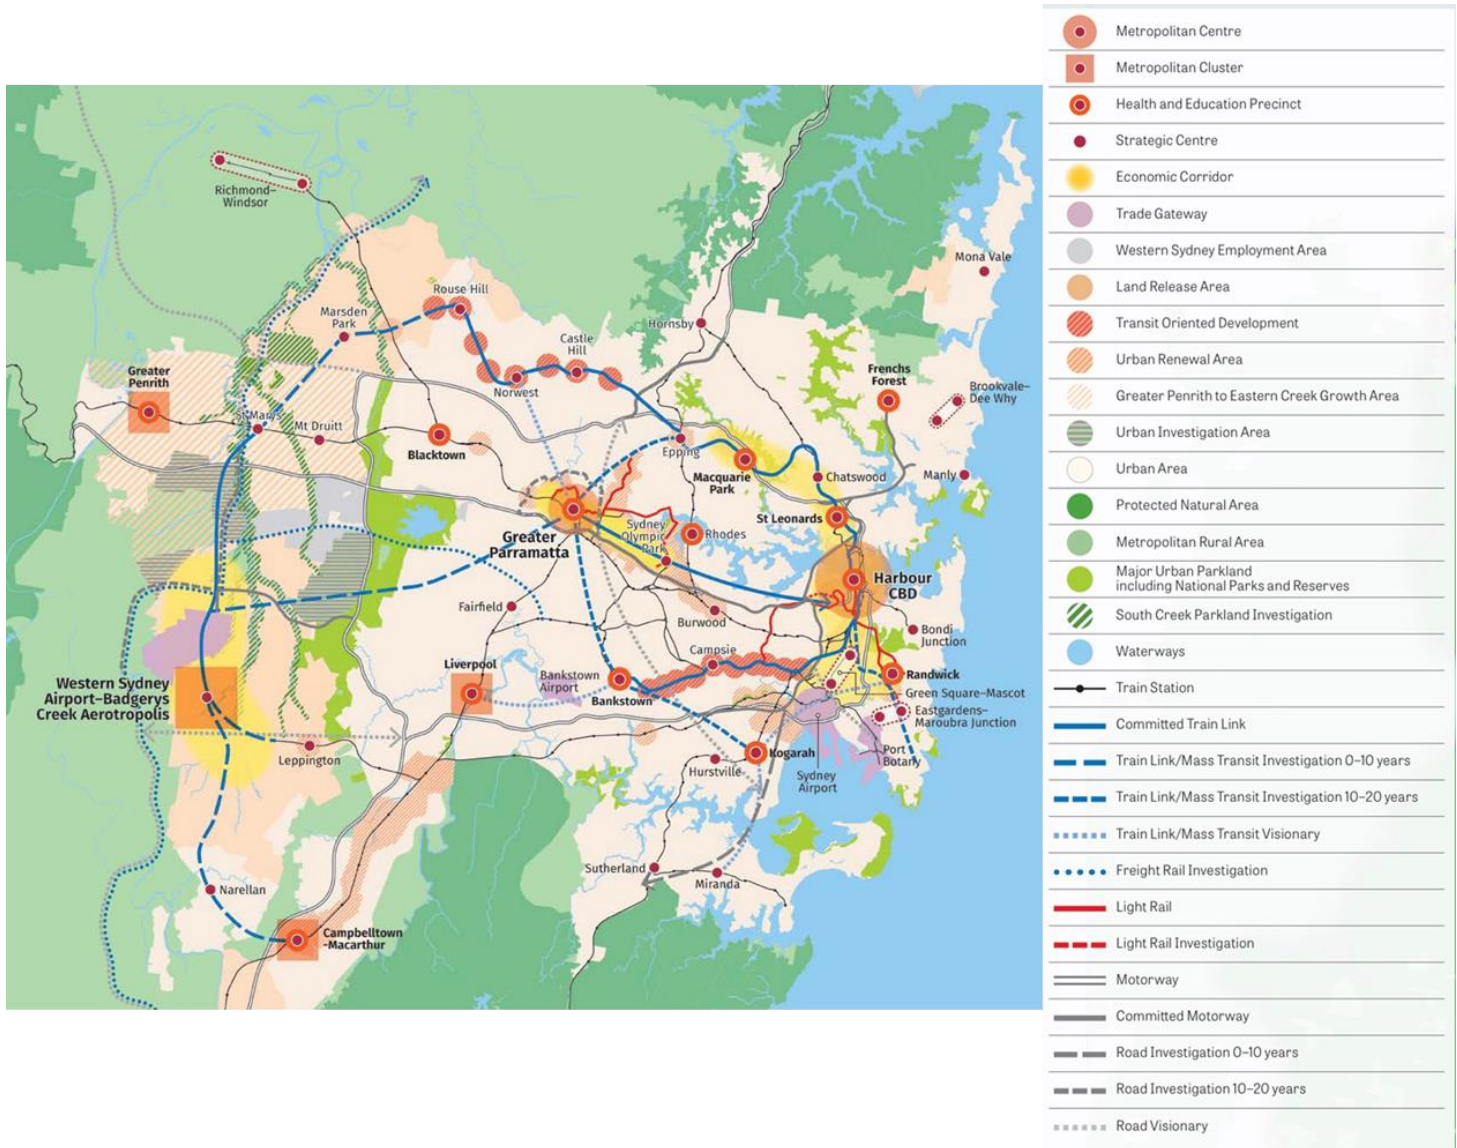 Richmond–
Windsor
Mona Vale
Rouse Hill
Marsden
Park
Hornsby
Castle
Hill
Norwest
Greater
Penrith
Frenchs
Forest
Brookvale–
Dee Why
St Marys
Mt Druitt
Blacktown
Epping
Macquarie
Park
Chatswood
Manly
St Leonards
Sydney
Olympic
Park
Rhodes
Greater
Parramatta
Harbour
CBD
Fairfield
Burwood
Bondi
Junction
Campsie
Liverpool
Bankstown
Airport
Bankstown
Randwick
Green Square–Mascot
Western Sydney
Airport–Badgerys
Creek Aerotropolis
Eastgardens–
Maroubra Junction
Leppington
Kogarah
Hurstville
Sydney
Airport
Port
Botany
Sutherland
Miranda
Narellan
Campbelltown
-Macarthur
Metropolitan Centre
Metropolitan Cluster
Health and Education Precinct
Strategic Centre
Economic Corridor
Trade Gateway
Western Sydney Employment Area
Land Release Area
Transit Oriented Development
Urban Renewal Area
Greater Penrith to Eastern Creek Growth Area
Urban Investigation Area
Urban Area
Protected Natural Area
Metropolitan Rural Area
Major Urban Parkland
including National Parks and Reserves
South Creek Parkland Investigation
Waterways
Train Station
Committed Train Link
Train Link/Mass Transit Investigation 0–10 years
Train Link/Mass Transit Investigation 10–20 years
Train Link/Mass Transit Visionary
Freight Rail Investigation
Light Rail
Light Rail Investigation
Motorway
Committed Motorway
Road Investigation 0–10 years
Road Investigation 10–20 years
Road Visionary